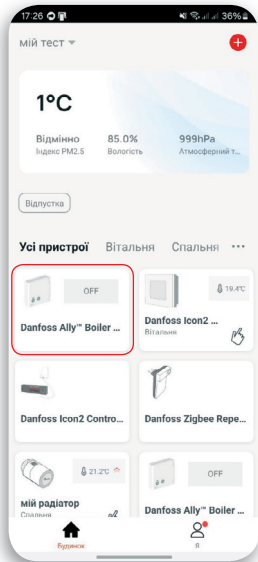 17:26 36%
мій тест
1°C
Відмінно 85.0% 999hPa
Індекс PM2.5 Вологість Атмосферний т...
Відпустка
Усі пристрої Вітальня Спальня ...
OFF 19.4°C
Danfoss Ally™ Boiler ... Danfoss Icon2 ...
Вітальня
Danfoss Icon2 Contro... Danfoss Zigbee Repe...
21.2°C OFF
мій радіатор
Спальня Danfoss Ally™ Boiler ...
Будинок Я